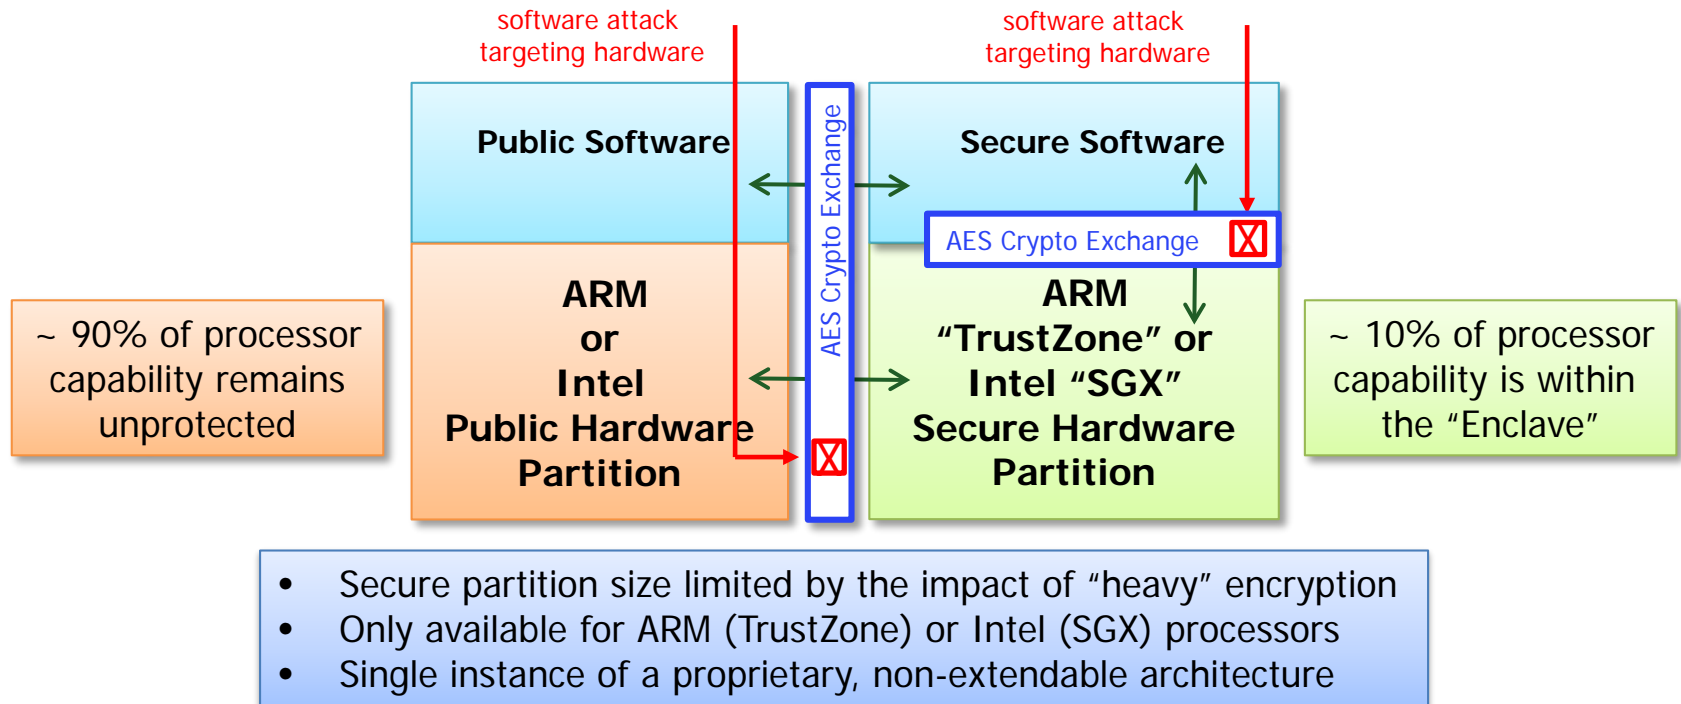 software attack
targeting hardware
software attack
targeting hardware
Public Software
AES Crypto Exchange
Secure Software
AES Crypto Exchange
~ 90% of processor
capability remains
unprotected
ARM
or
Intel
Public Hardware
Partition
ARM
“TrustZone” or
Intel “SGX”
Secure Hardware
Partition
~ 10% of processor
capability is within
the “Enclave”
• Secure partition size limited by the impact of “heavy” encryption
• Only available for ARM (TrustZone) or Intel (SGX) processors
• Single instance of a proprietary, non-extendable architecture